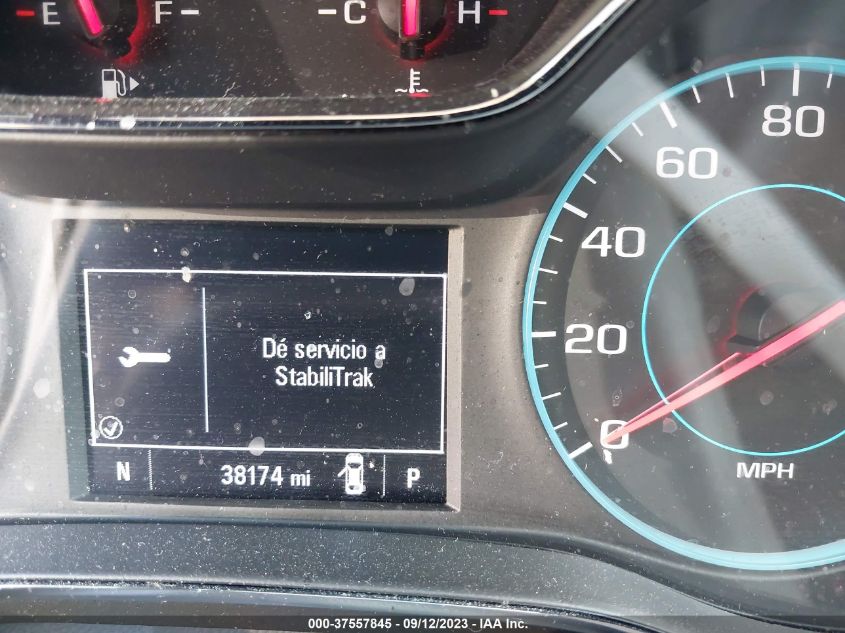 E F C H
80
60
40
20
0
MPH
Dé servicio a
StabiliTrak
N 38174 mi P
000-37557845 - 09/12/2023 - IAA Inc.